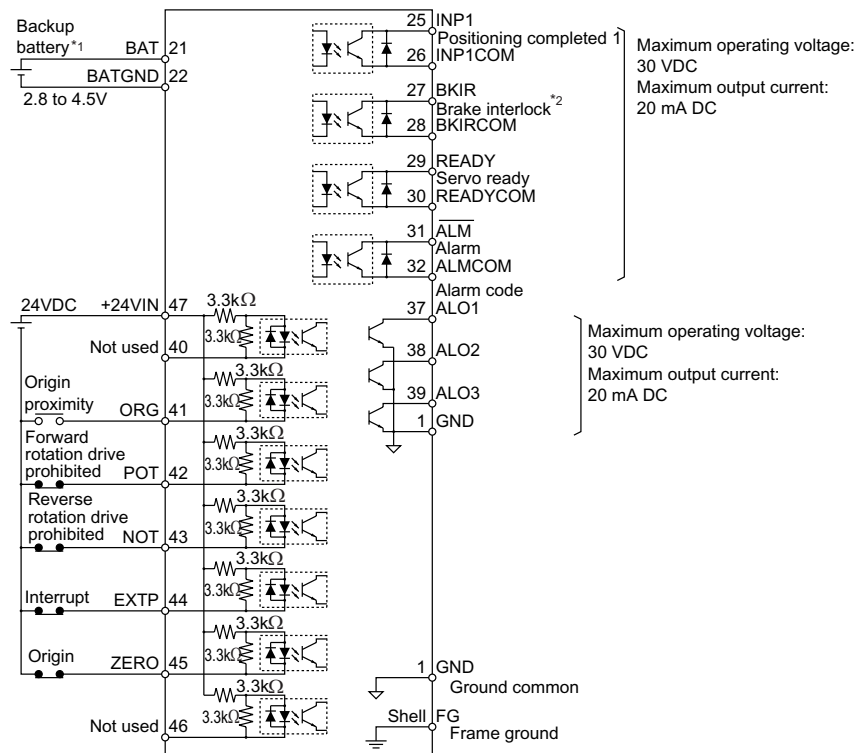 Backup
battery*1
BAT 21
BATGND 22
2.8 to 4.5V
25 INP1
Positioning completed 1
26 INP1COM
27 BKIR
Brake interlock*2
28 BKIRCOM
29 READY
Servo ready
30 READYCOM
31 ALM
Alarm
32 ALMCOM
Maximum operating voltage:
30 VDC
Maximum output current:
20 mA DC
Alarm code
37 ALO1
38 ALO2
39 ALO3
1 GND
Maximum operating voltage:
30 VDC
Maximum output current:
20 mA DC
24VDC +24VIN 47 3.3kΩ
3.3kΩ
Not used 40
3.3kΩ
Origin
proximity
ORG 41
3.3kΩ
3.3kΩ
Forward
rotation drive
prohibited
POT 42
3.3kΩ
3.3kΩ
Reverse
rotation drive
prohibited
NOT 43
3.3kΩ
3.3kΩ
Interrupt EXTP 44
3.3kΩ
3.3kΩ
Origin ZERO 45
3.3kΩ
3.3kΩ
Not used 46
3.3kΩ
1 GND
Ground common
Shell FG
Frame ground